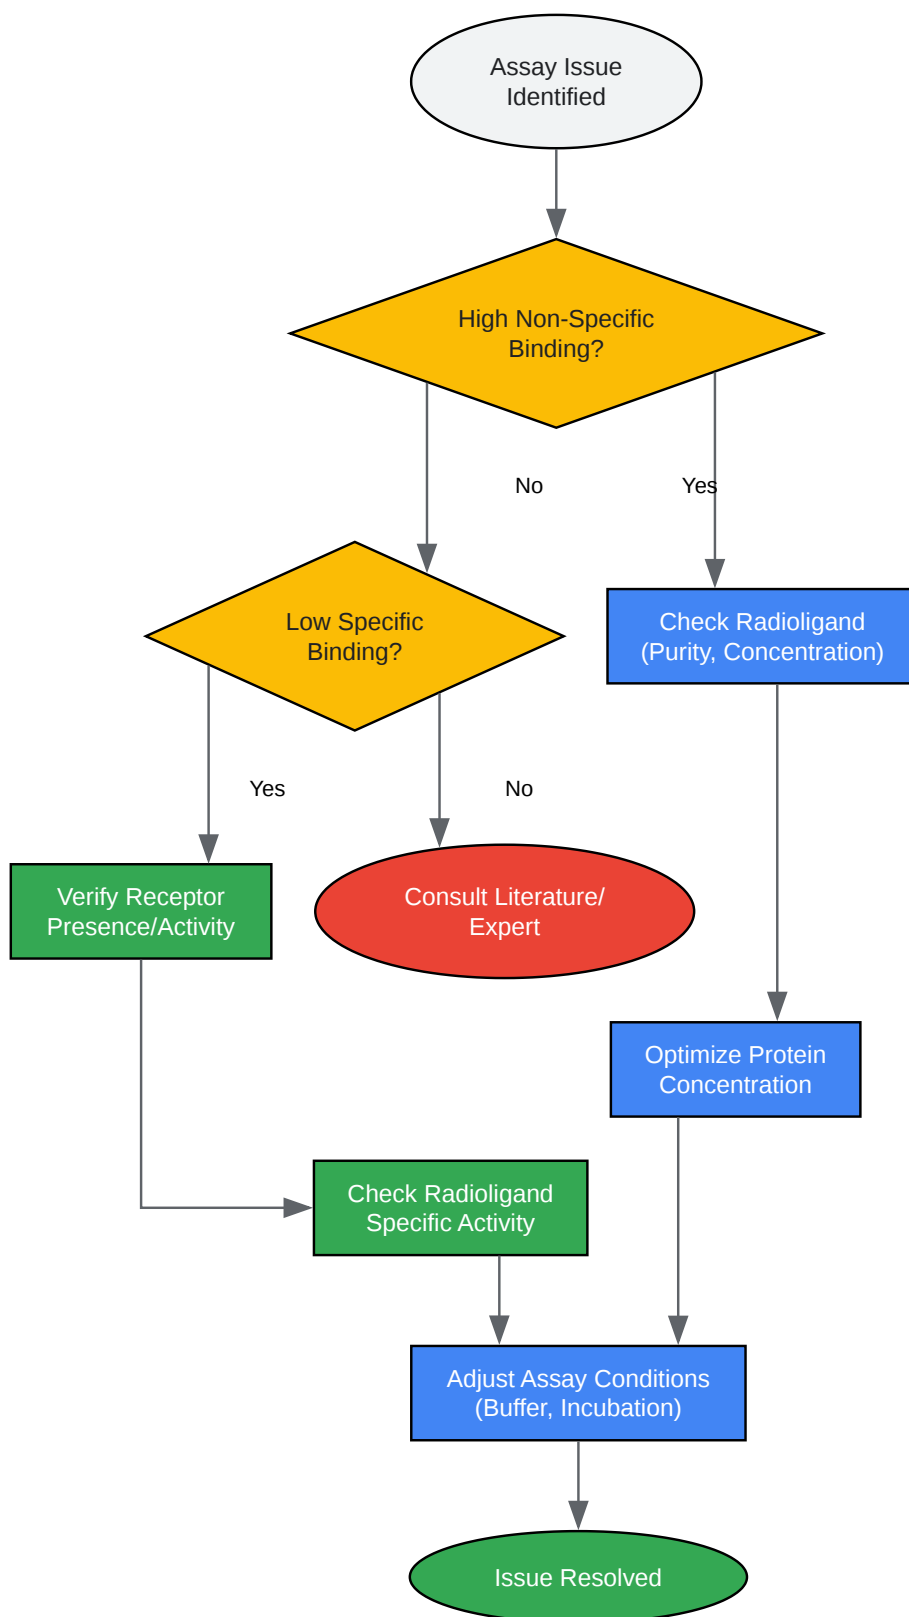 Assay Issue
Identified
High Non-Specific
Binding?
No
Yes
Low Specific
Binding?
Check Radioligand
(Purity, Concentration)
Yes
No
Verify Receptor
Presence/Activity
Consult Literature/
Expert
Optimize Protein
Concentration
Check Radioligand
Specific Activity
Adjust Assay Conditions
(Buffer, Incubation)
Issue Resolved